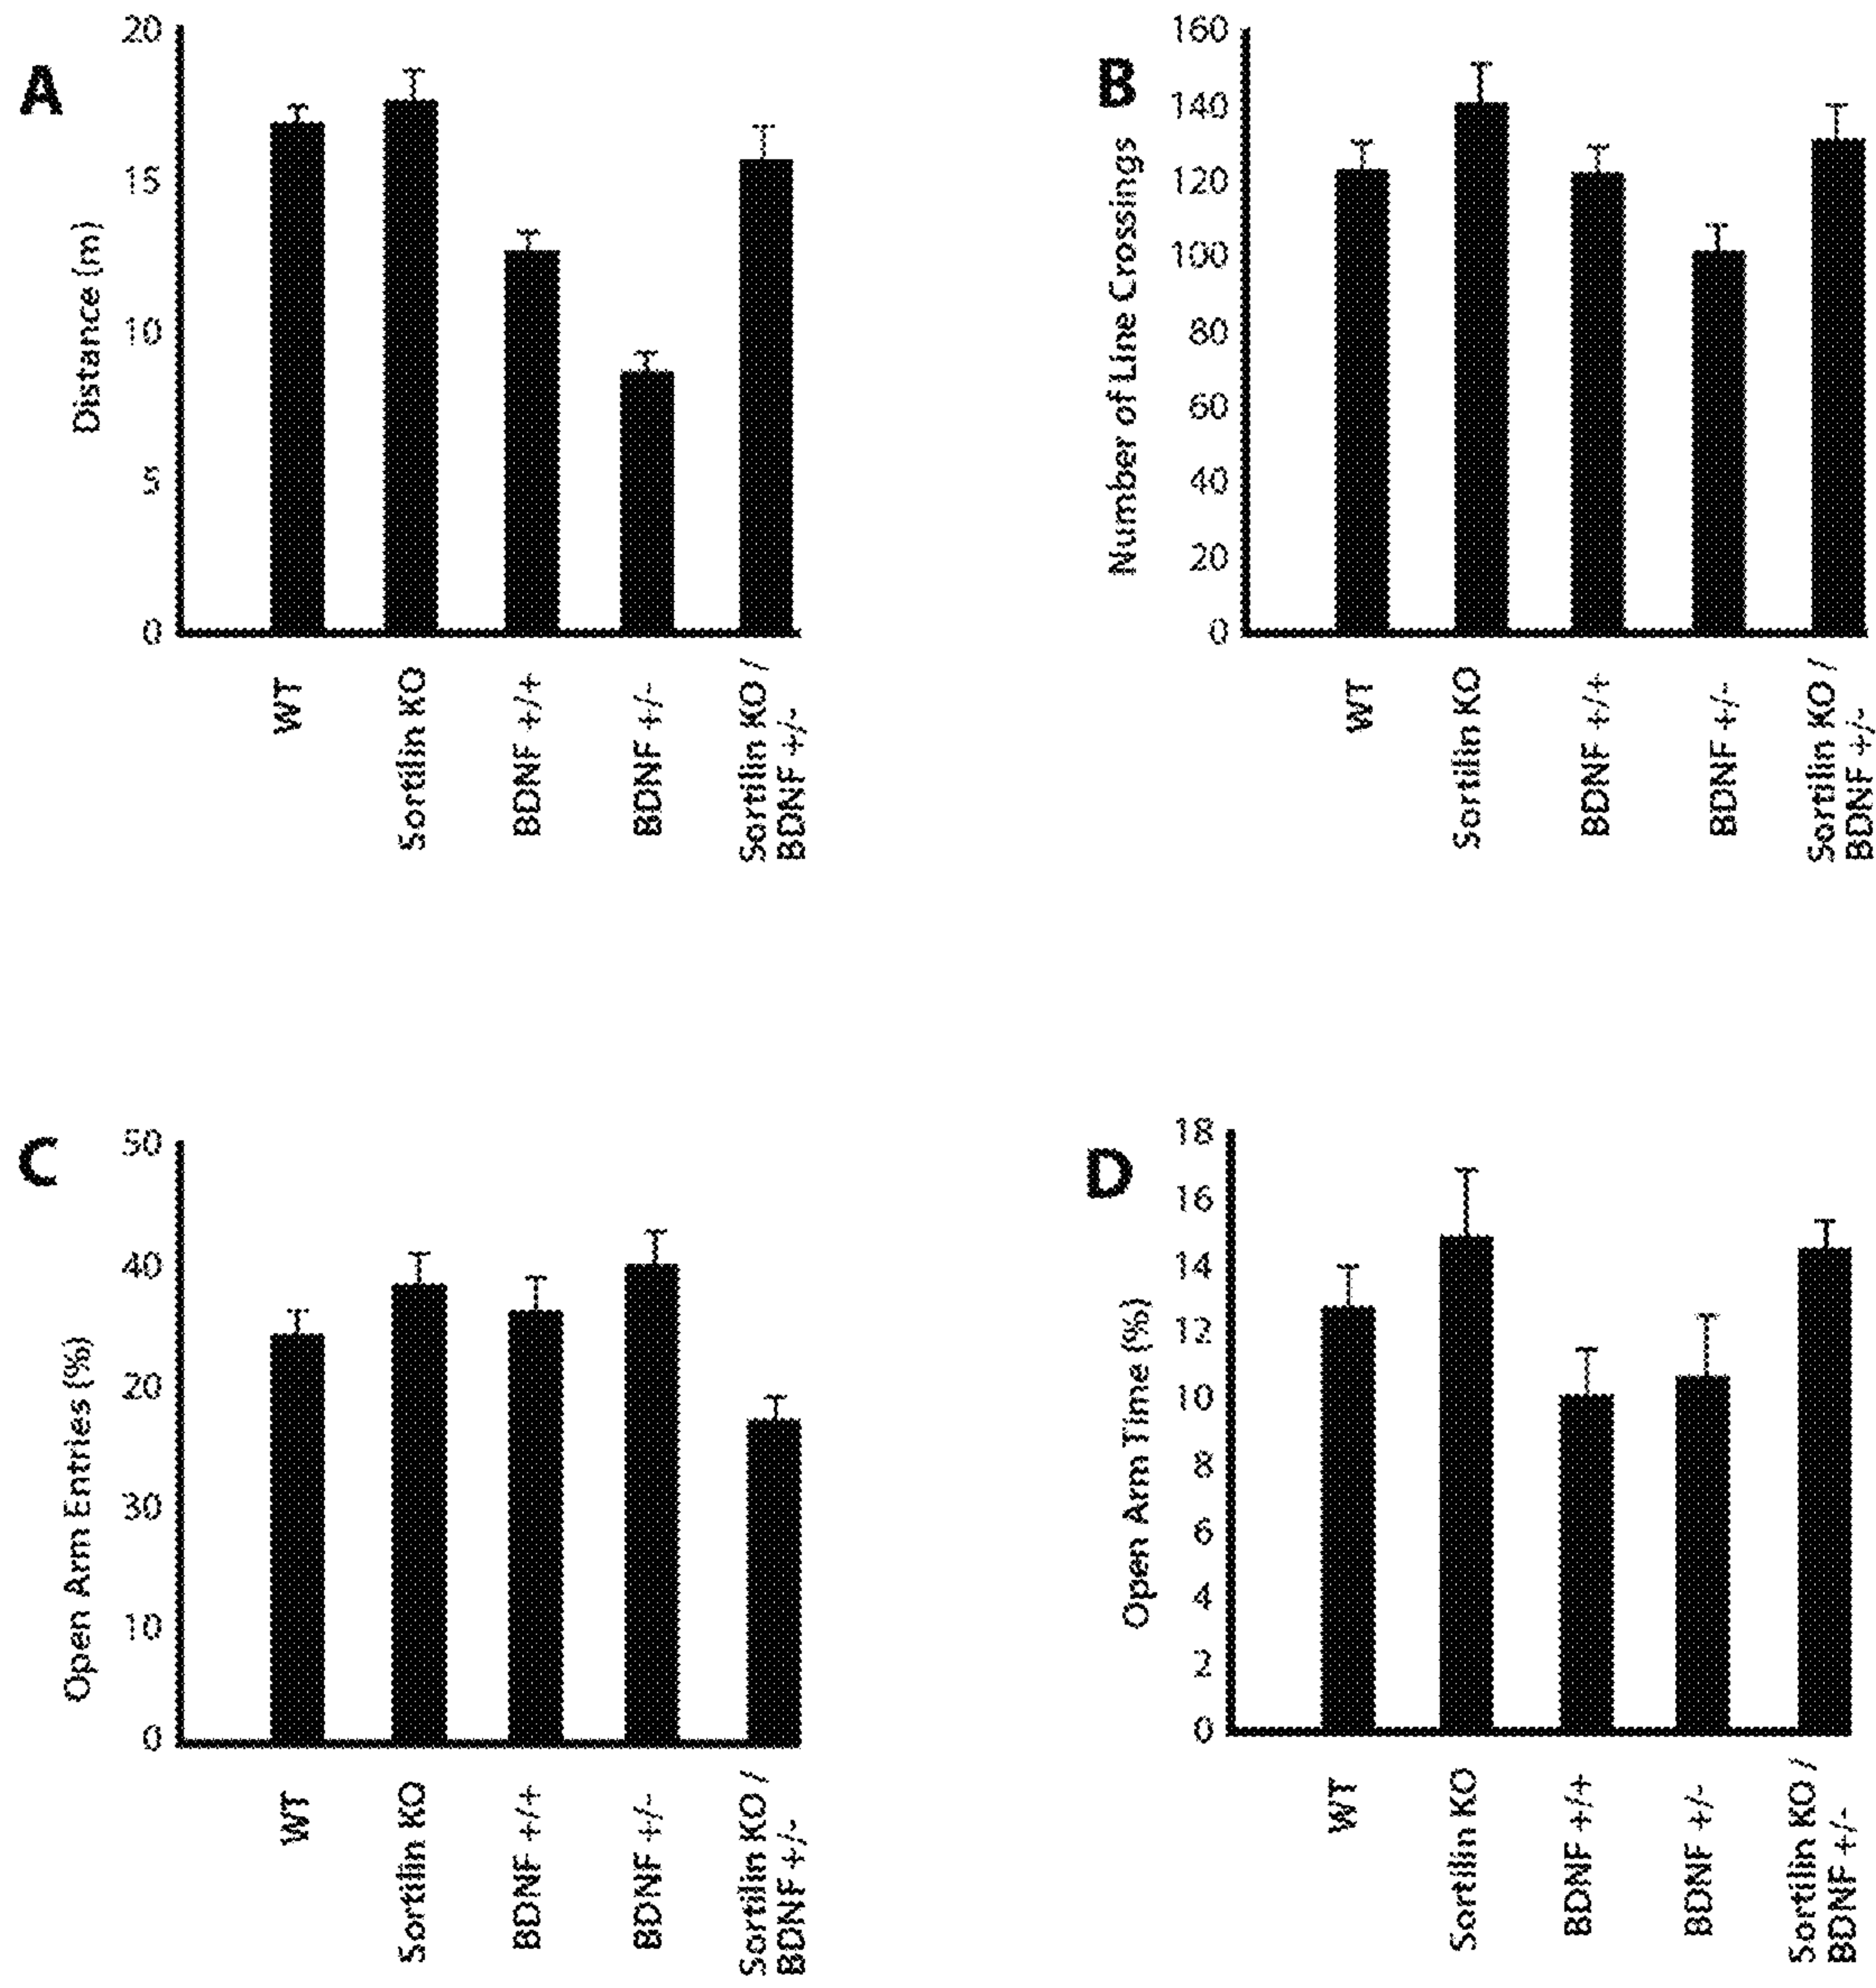 A
Distance (m)
20
15
10
5
0
WT
Sortilin KO
BDNF +/+
BDNF +/-
Sortilin KO /
BDNF +/-
B
Number of Line Crossings
160
140
120
100
80
60
40
20
0
WT
Sortilin KO
BDNF +/+
BDNF +/-
Sortilin KO /
BDNF +/-
C
Open Arm Entries (%)
50
40
20
30
10
0
WT
Sortilin KO
BDNF +/+
BDNF +/-
Sortilin KO /
BDNF +/-
D
Open Arm Time (%)
18
16
14
12
10
8
6
4
2
0
WT
Sortilin KO
BDNF +/+
BDNF +/-
Sortilin KO /
BDNF +/-